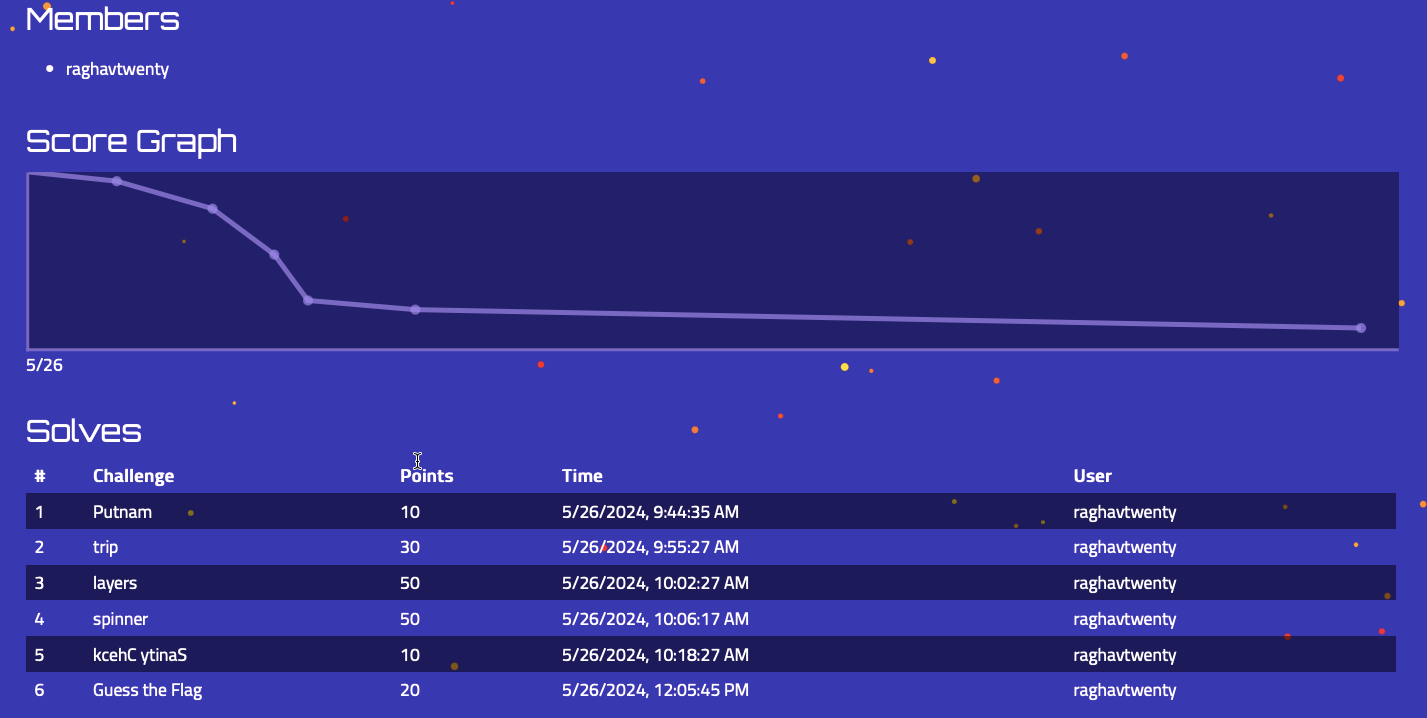 Members
raghavtwenty
Score Graph
5/26
Solves
# Challenge Points Time User
1 Putnam 10 5/26/2024, 9:44:35 AM raghavtwenty
2 trip 30 5/26/2024, 9:55:27 AM raghavtwenty
3 layers 50 5/26/2024, 10:02:27 AM raghavtwenty
4 spinner 50 5/26/2024, 10:06:17 AM raghavtwenty
5 kcehC ytinaS 10 5/26/2024, 10:18:27 AM raghavtwenty
6 Guess the Flag 20 5/26/2024, 12:05:45 PM raghavtwenty